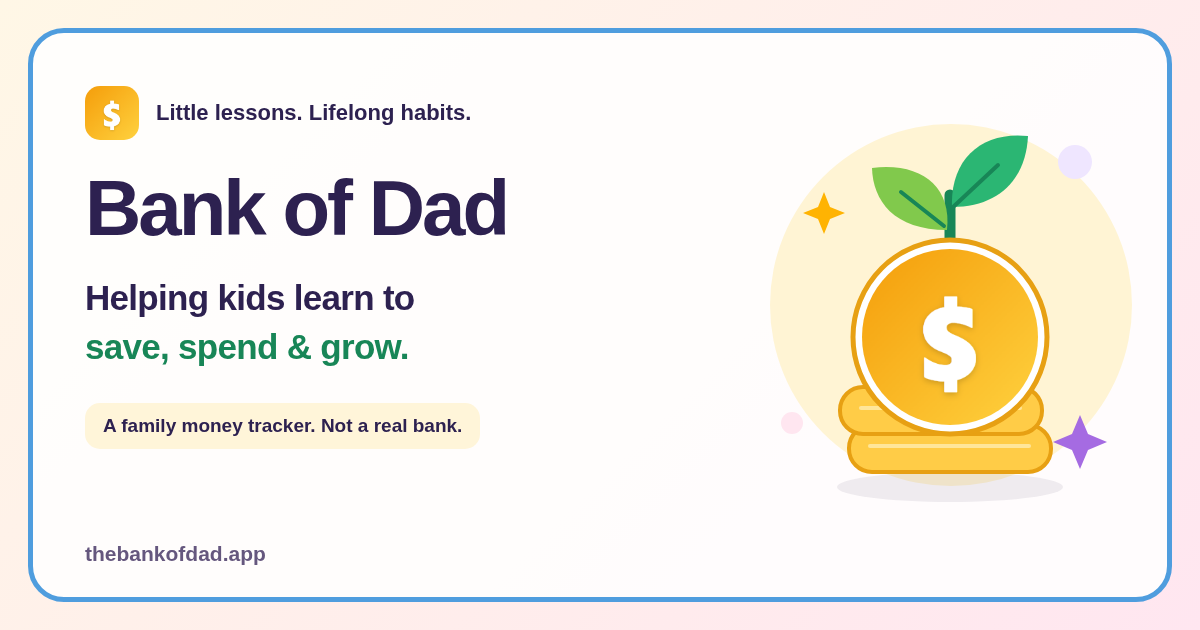 $
Little lessons. Lifelong habits.
Bank of Dad
Helping kids learn to
save, spend & grow.
A family money tracker. Not a real bank.
thebankofdad.app
$